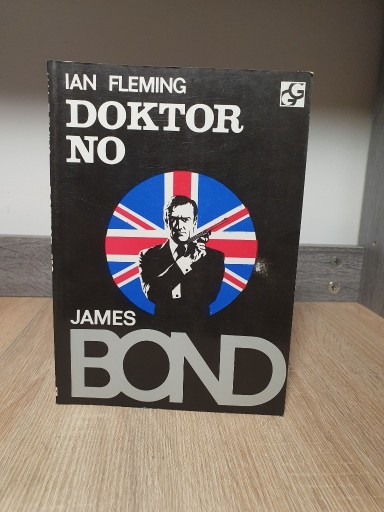 IAN FLEMING
DOKTOR
NO
JAMES
BOND